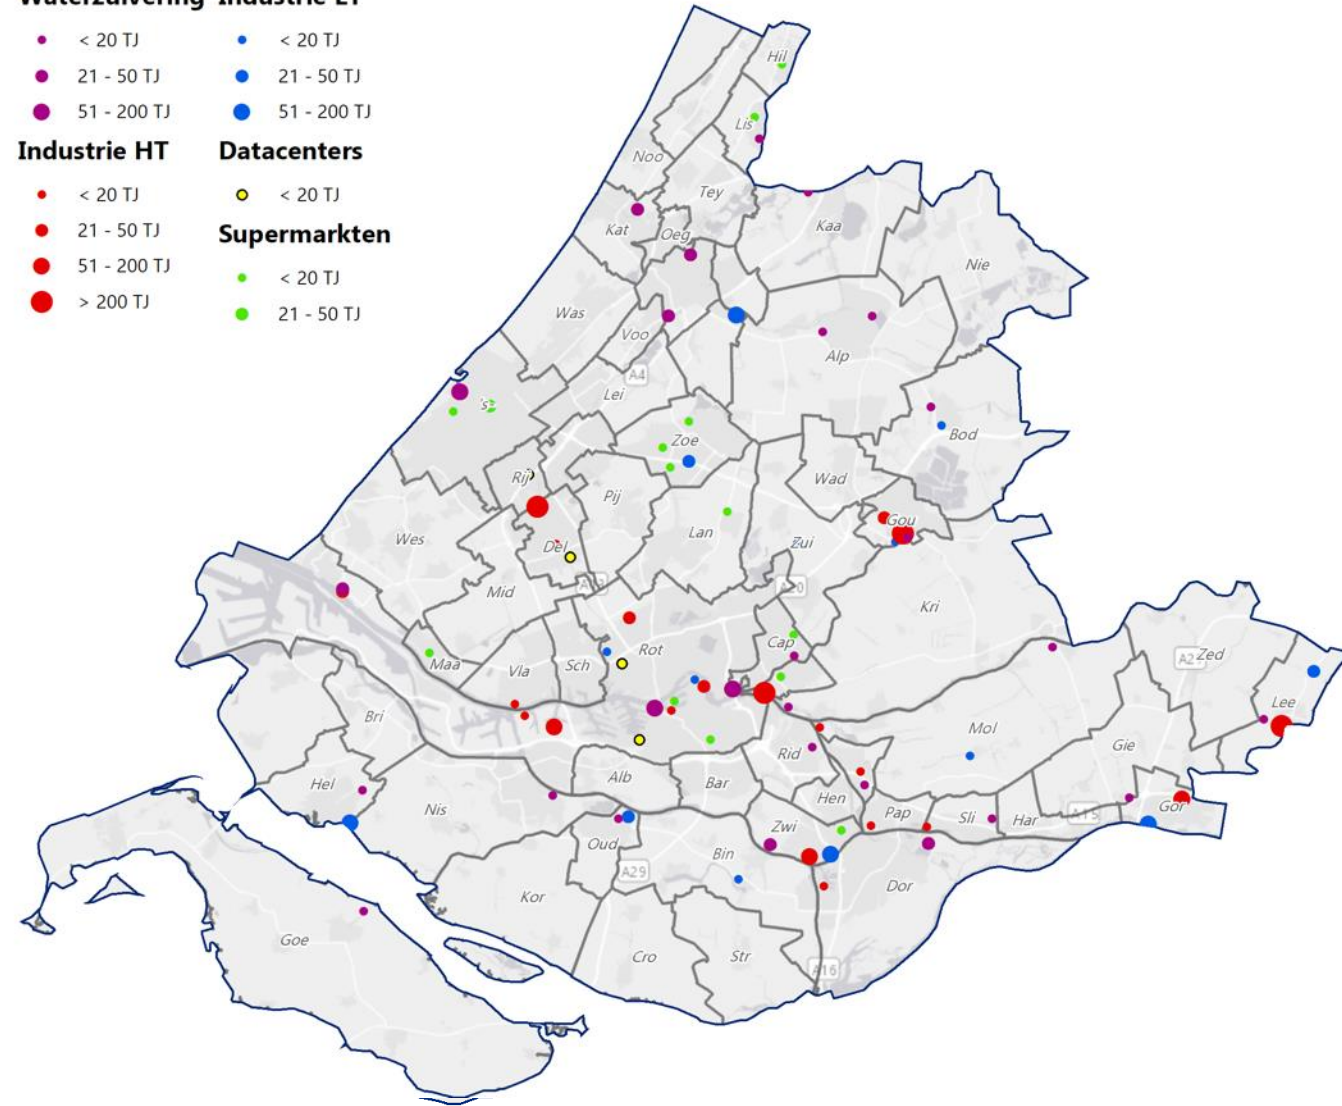 Waterzuivering Industrie LT
< 20 TJ < 20 TJ
21 - 50 TJ 21 - 50 TJ
51 - 200 TJ 51 - 200 TJ
Industrie HT Datacenters
< 20 TJ < 20 TJ
21 - 50 TJ Supermarkten
51 - 200 TJ < 20 TJ
> 200 TJ 21 - 50 TJ
Hil
Lis
Noo
Tey
Kat
Oeg
Kaa
Nie
Was
Voo
Alp
A4
Lei
's-
Zoe
Bod
Rij
Pij
Wad
Wes
Del
Lan
Zui
Gou
A13
A20
Mid
Kri
Maa
Vla
Sch
Rot
Cap
A27
Zed
Lee
Bri
Mol
Gie
Rid
Hel
Nis
Alb
Bar
Hen
Pap
Sli
Har
A15
Gor
Oud
Zwi
Bin
A29
Kor
Dor
Goe
Cro
Str
A16